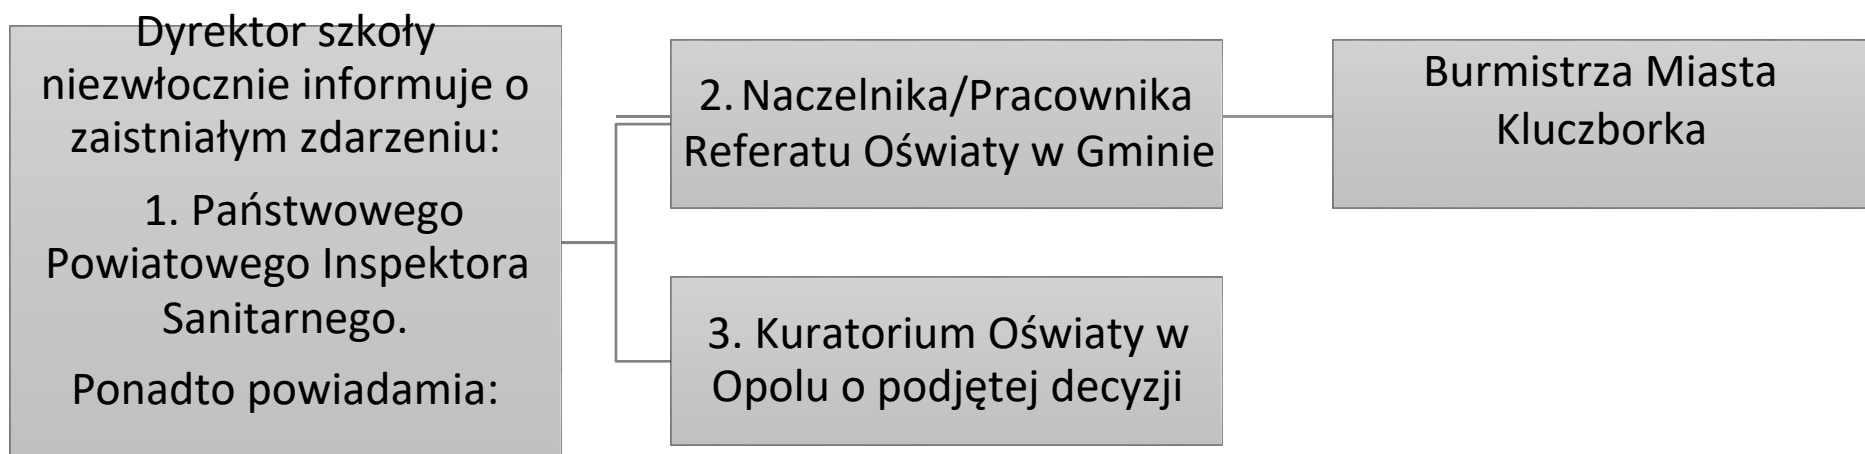 Dyrektor szkoły
niezwłocznie informuje o
zaistniałym zdarzeniu:
1. Państwowego
Powiatowego Inspektora
Sanitarnego.
Ponadto powiadamia:
2. Naczelnika/Pracownika
Referatu Oświaty w Gminie
Burmistrza Miasta
Kluczborka
3. Kuratorium Oświaty w
Opolu o podjętej decyzji